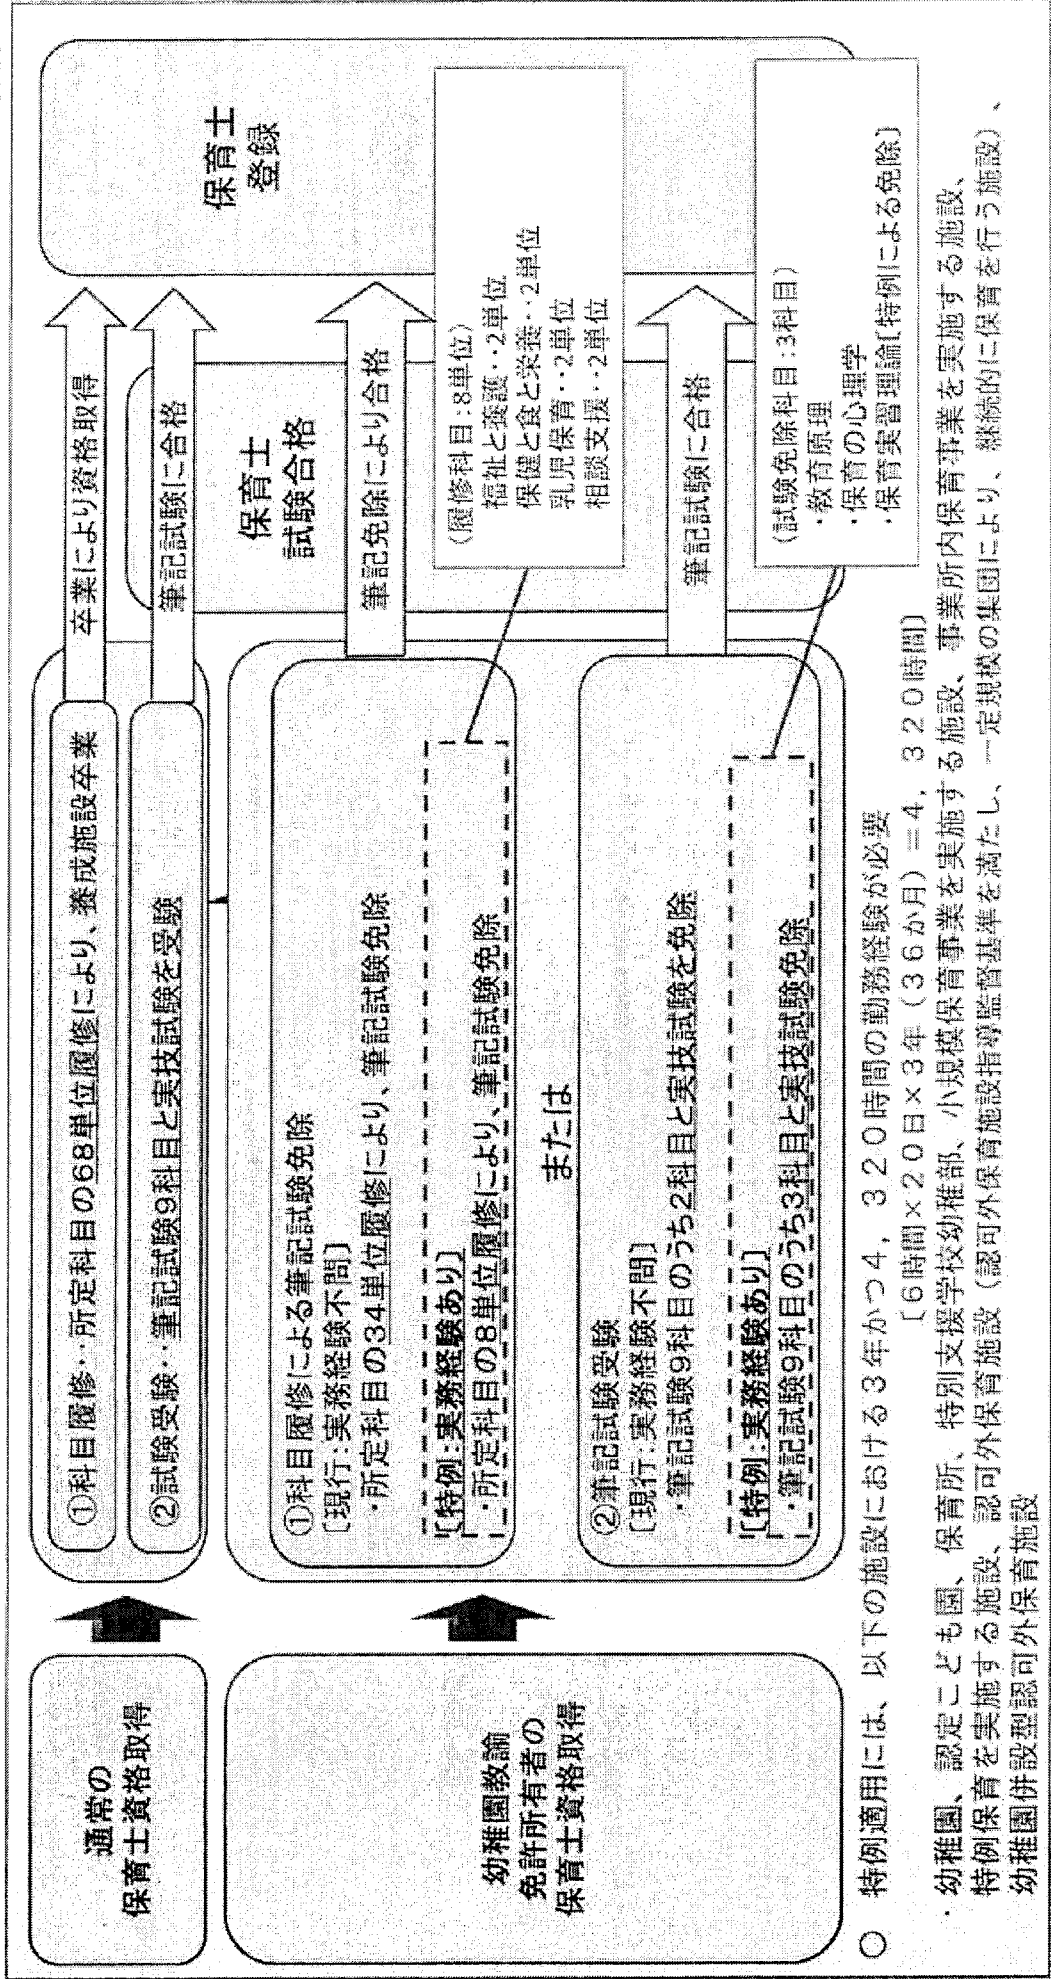 通常の
保育士資格取得
①科目履修‥所定科目の68単位履修により、養成施設卒業
②試験受験‥筆記試験9科目と実技試験を受験
卒業により資格取得
筆記試験に合格
保育士
試験合格
保育士
登録
幼稚園教諭
免許所有者の
保育士資格取得
①科目履修による筆記試験免除
[現行：実務経験不問]
・所定科目の34単位履修により、筆記試験免除
[特例：実務経験あり]
・所定科目の8単位履修により、筆記試験免除
筆記免除により合格
(履修科目：8単位)
福祉と養護‥2単位
保健と食と栄養‥2単位
乳児保育‥2単位
相談支援‥2単位
または
②筆記試験受験
[現行：実務経験不問]
・筆記試験9科目のうち2科目と実技試験を免除
[特例：実務経験あり]
・筆記試験9科目のうち3科目と実技試験免除
筆記試験に合格
(試験免除科目：3科目)
・教育原理
・保育の心理学
・保育実習理論[特例による免除]
○ 特例適用には、以下の施設における３年かつ４，３２０時間の勤務経験が必要
[６時間×２０日×３年（３６か月）＝４，３２０時間]
・幼稚園、認定こども園、保育所、特別支援学校幼稚部、小規模保育事業を実施する施設、事業所内保育事業を実施する施設、
特例保育を実施する施設、認可外保育施設（認可外保育施設指導監督基準を満たし、一定規模の集団により、継続的に保育を行う施設）、
幼稚園併設型認可外保育施設